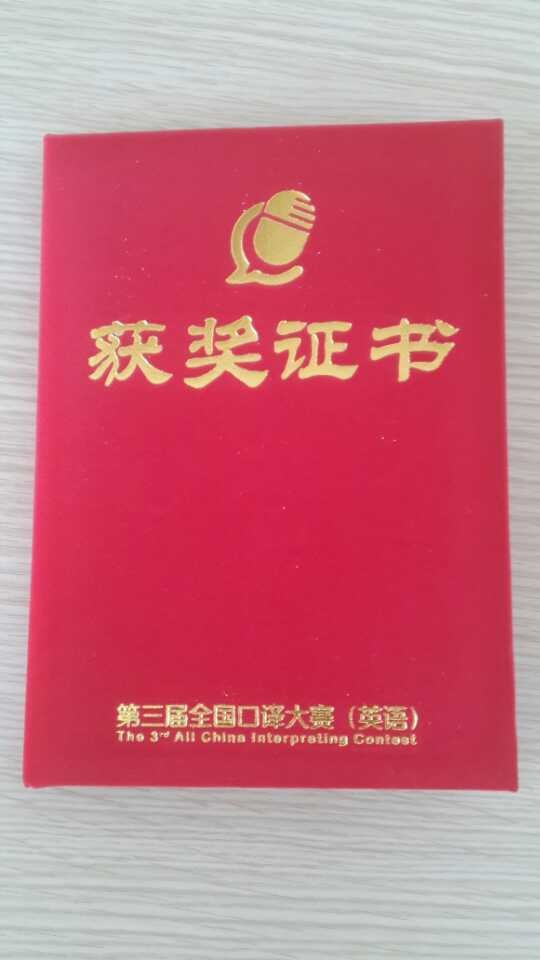 获奖证书
第三届全国口译大赛（英语）
The 3rd All China Interpreting Contest